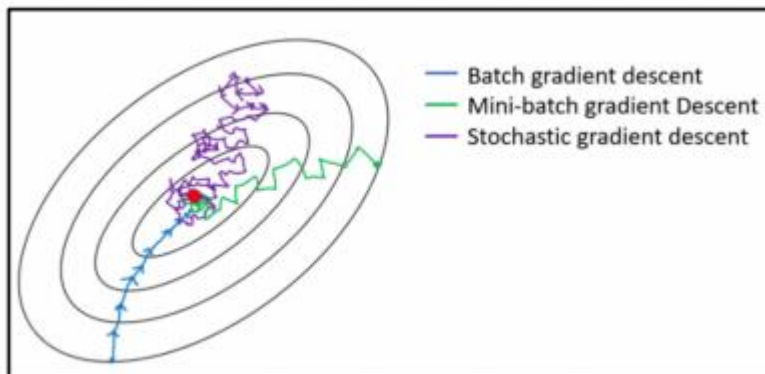 Batch gradient descent
Mini-batch gradient Descent
Stochastic gradient descent